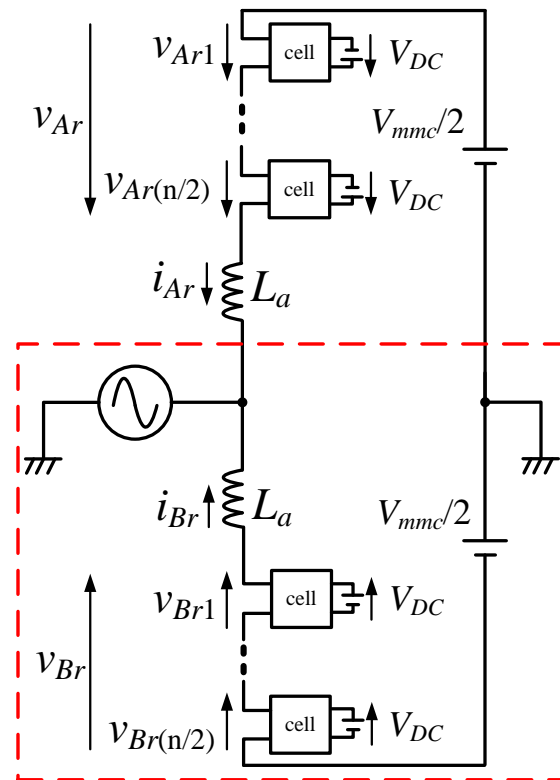 v_Ar1
cell
V_DC
v_Ar
V_mmc/2
v_Ar(n/2)
cell
V_DC
i_Ar
L_a
i_Br
L_a
V_mmc/2
v_Br1
cell
V_DC
v_Br
v_Br(n/2)
cell
V_DC